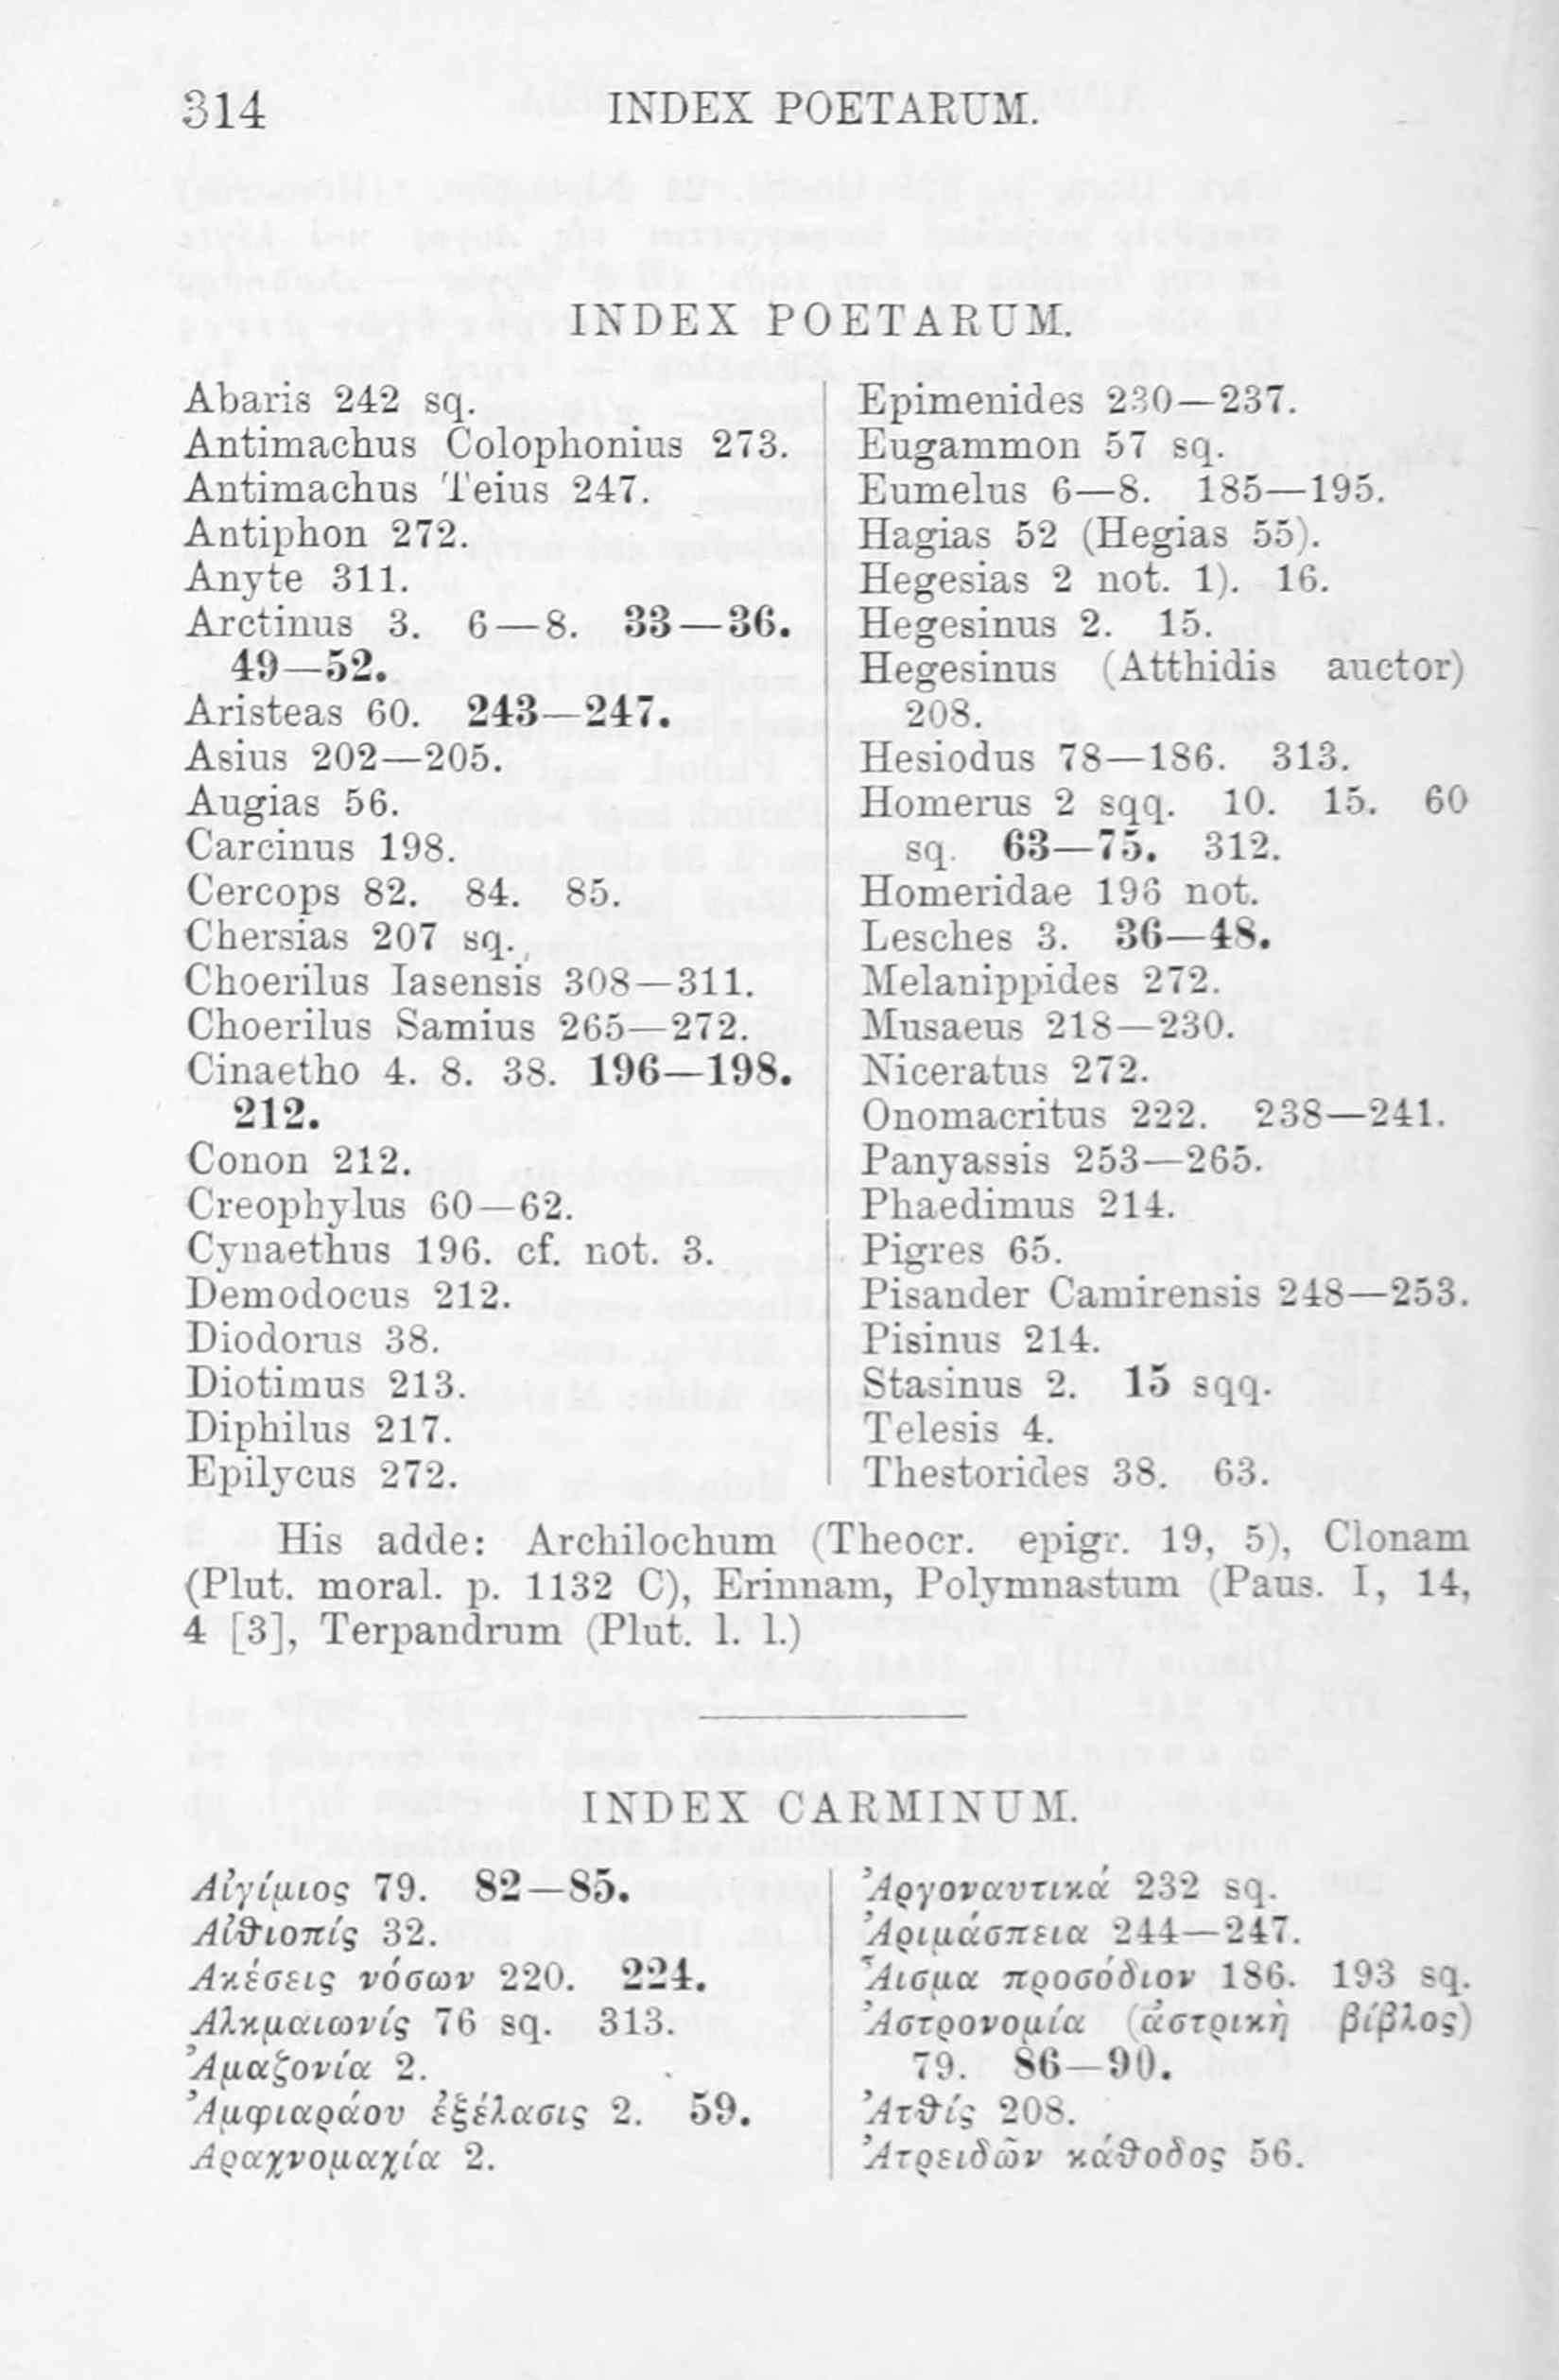 314 INDEX POETARUM.
INDEX POETARUM.
Abaris 242 sq.
Antimachus Colophonius 273.
Antimachus Teius 247.
Antiphon 272.
Anyte 311.
Arctinus 3. 6—8. 33—36.
49—52.
Aristeas 60. 243—247.
Asius 202—205.
Augias 56.
Carcinus 198.
Cercops 82. 84. 85.
Chersias 207 sq.
Choerilus Iasensis 308—311.
Choerilus Samius 265—272.
Cinaetho 4. 8. 38. 196—198.
212.
Conon 212.
Creophylus 60—62.
Cynaethus 196. cf. not. 3.
Demodocus 212.
Diodorus 38.
Diotimus 213.
Diphilus 217.
Epilycus 272.
Epimenides 230—237.
Eugammon 57 sq.
Eumelus 6—8. 185—195.
Hagias 52 (Hegias 55).
Hegesias 2 not. 1). 16.
Hegesinus 2. 15.
Hegesinus (Atthidis auctor)
208.
Hesiodus 78—186. 313.
Homerus 2 sqq. 10. 15. 60
sq. 63—75. 312.
Homeridae 196 not.
Lesches 3. 36—48.
Melanippides 272.
Musaeus 218—230.
Niceratus 272.
Onomacritus 222. 238—241.
Panyassis 253—265.
Phaedimus 214.
Pigres 65.
Pisander Camirensis 248—253.
Pisinus 214.
Stasinus 2. 15 sqq.
Telesis 4.
Thestorides 38. 63.
His adde: Archilochum (Theocr. epigr. 19, 5), Clonam
(Plut. moral. p. 1132 C), Erinnam, Polymnastum (Paus. I, 14,
4 [3], Terpandrum (Plut. l. l.)
INDEX CARMINUM.
Αἰγίμιος 79. 82—85.
Αἰθιοπίς 32.
Ακέσεις νόσων 220. 224.
Αλκμαιωνίς 76 sq. 313.
Ἀμαζονία 2.
Ἀμφιαράου ἐξέλασις 2. 59.
Αραχνομαχία 2.
Ἀργοναυτικά 232 sq.
Ἀριμάσπεια 244—247.
Ἆισμα προσόδιον 186. 193 sq.
Ἀστρονομία (ἀστρικὴ βίβλος)
79. 86—90.
Ἀτθίς 208.
Ἀτρειδῶν κάθοδος 56.